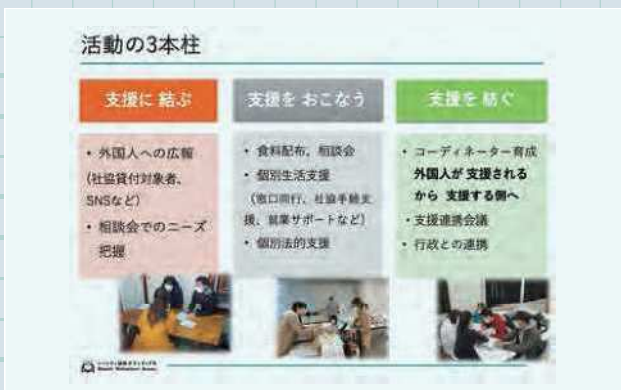 活動の3本柱
支援に 結ぶ
・ 外国人への広報
(社協貸付対象者、
SNSなど)
・ 相談会でのニーズ
把握
支援を おこなう
・ 食料配布、相談会
・ 個別生活支援
(窓口同行、社協手続支
援、就業サポートなど)
・ 個別法的支援
支援を 紡ぐ
・ コーディネーター育成
外国人が 支援される
から 支援する側へ
・支援連携会議
・ 行政との連携